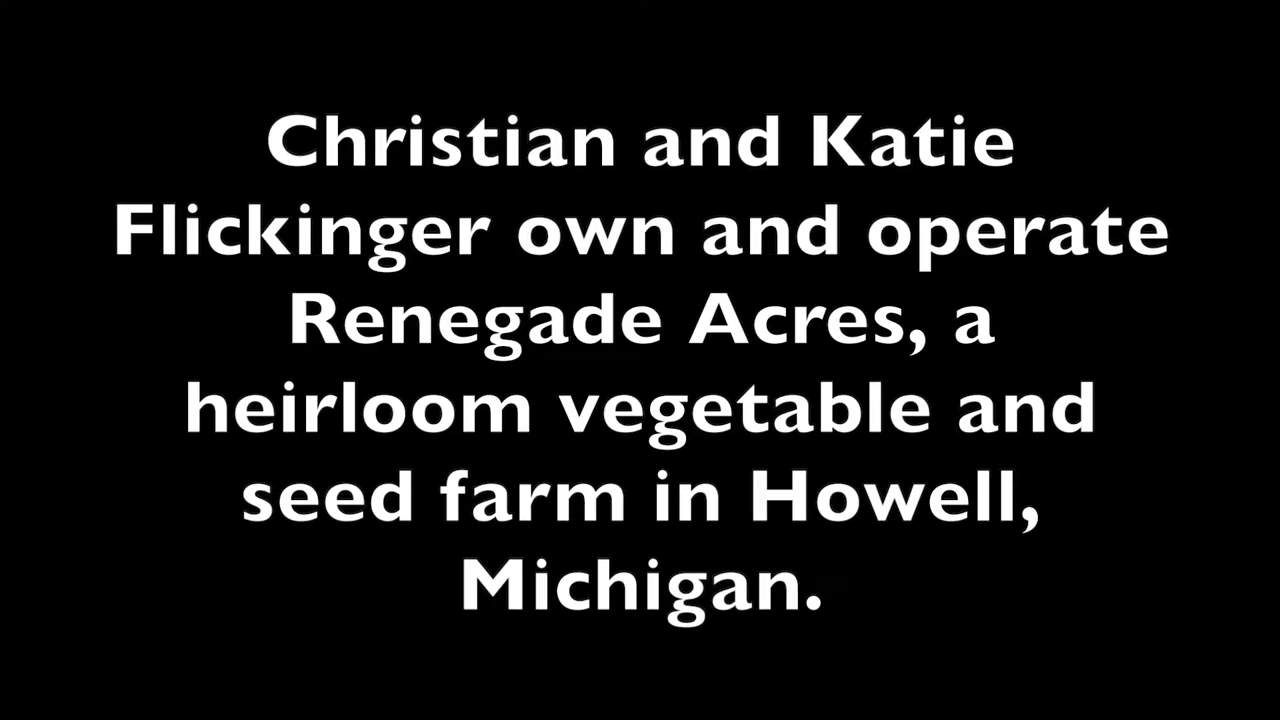 Christian and Katie
Flickinger own and operate
Renegade Acres, a
heirloom vegetable and
seed farm in Howell,
Michigan.